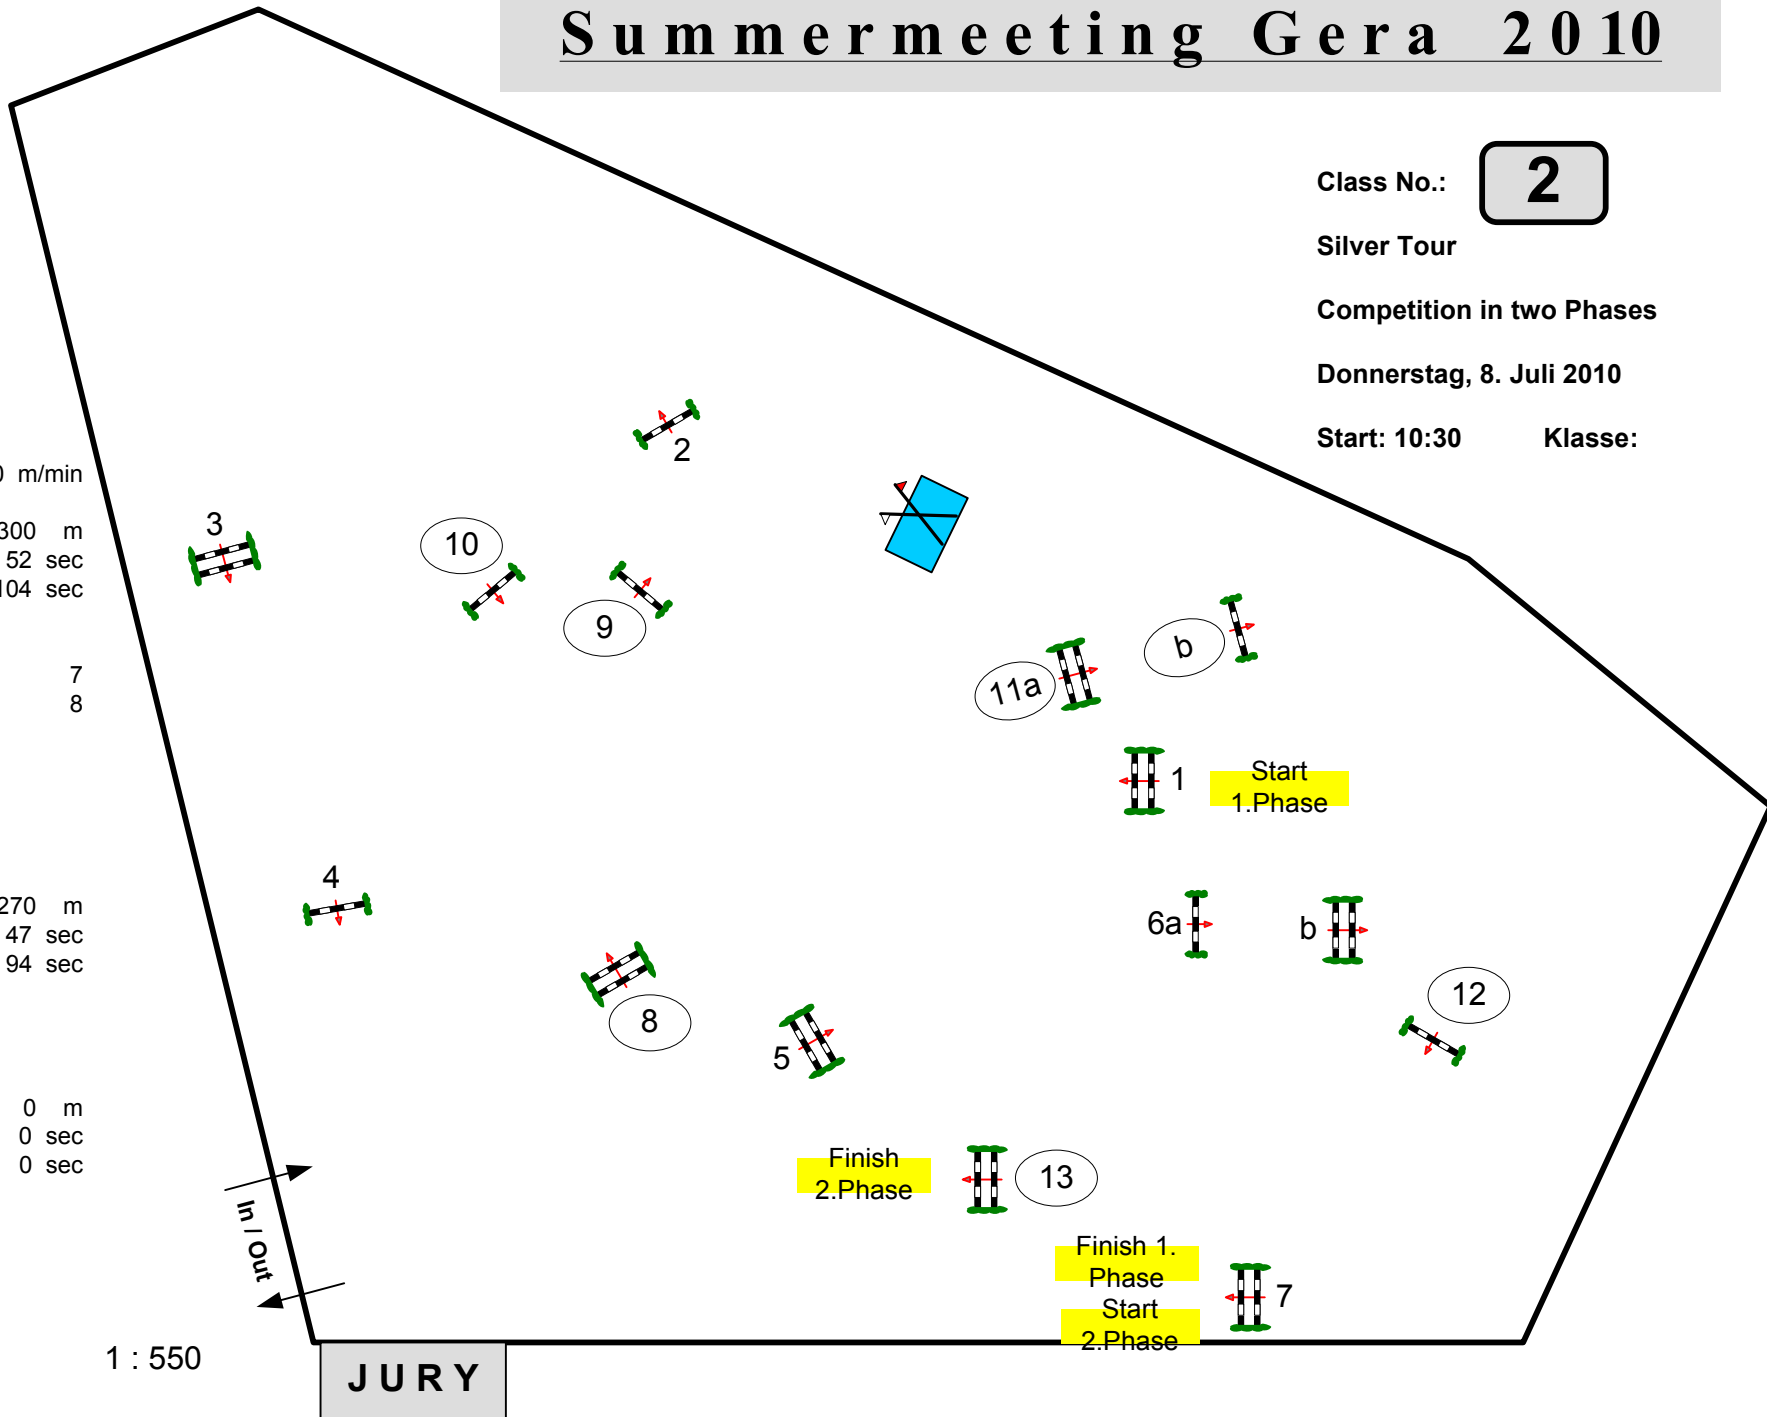 Summermeeting Gera 2010
Class No.: 2
Silver Tour
Competition in two Phases
Donnerstag, 8. Juli 2010
Start: 10:30 Klasse:
0 m/min
300 m
52 sec
104 sec
7
8
270 m
47 sec
94 sec
0 m
0 sec
0 sec
2
3
10
9
b
11a
1
Start
1.Phase
4
6a
b
12
8
5
Finish
2.Phase
13
Finish 1.
Phase
Start
2.Phase
7
In / Out
1 : 550
JURY